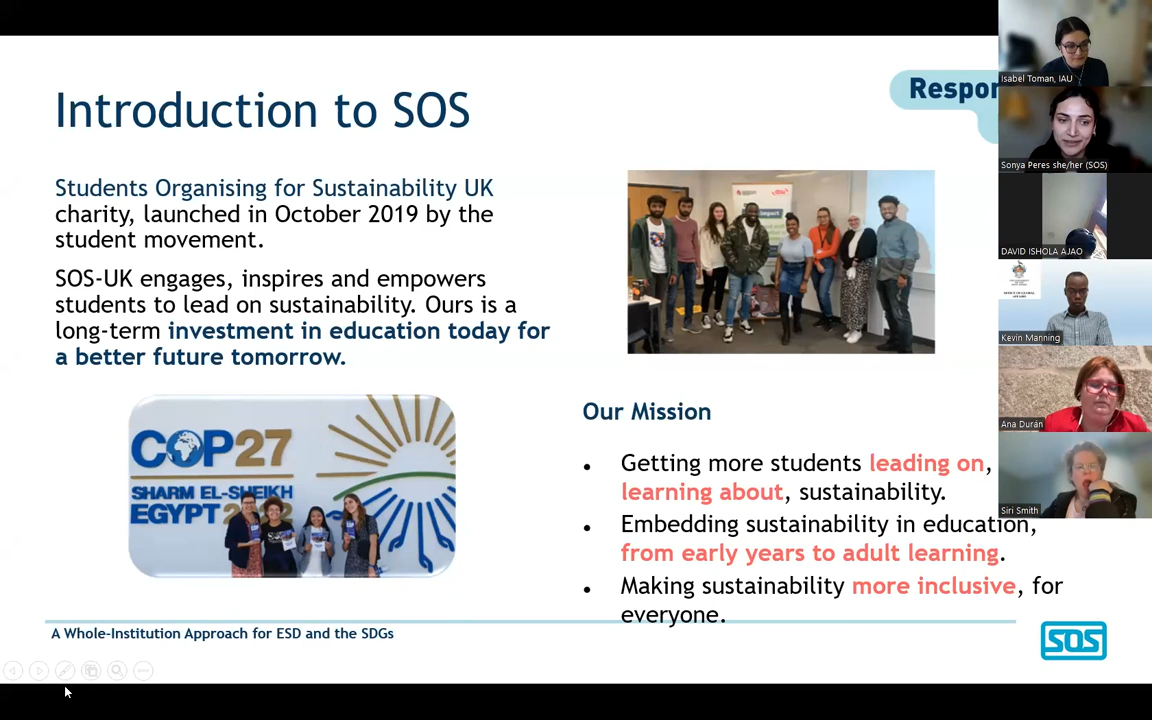 Introduction to SOS
Respon
Students Organising for Sustainability UK
charity, launched in October 2019 by the
student movement.
SOS-UK engages, inspires and empowers
students to lead on sustainability. Ours is a
long-term investment in education today for
a better future tomorrow.
COP27
SHARM EL-SHEIKH
EGYPT 2022
impact
Our Mission
• Getting more students leading on,
learning about, sustainability.
• Embedding sustainability in education,
from early years to adult learning.
• Making sustainability more inclusive, for
everyone.
A Whole-Institution Approach for ESD and the SDGs
SOS
Isabel Toman, IAU
Sonya Peres she/her (SOS)
DAVID ISHOLA AJAO
Kevin Manning
Ana Durán
Siri Smith